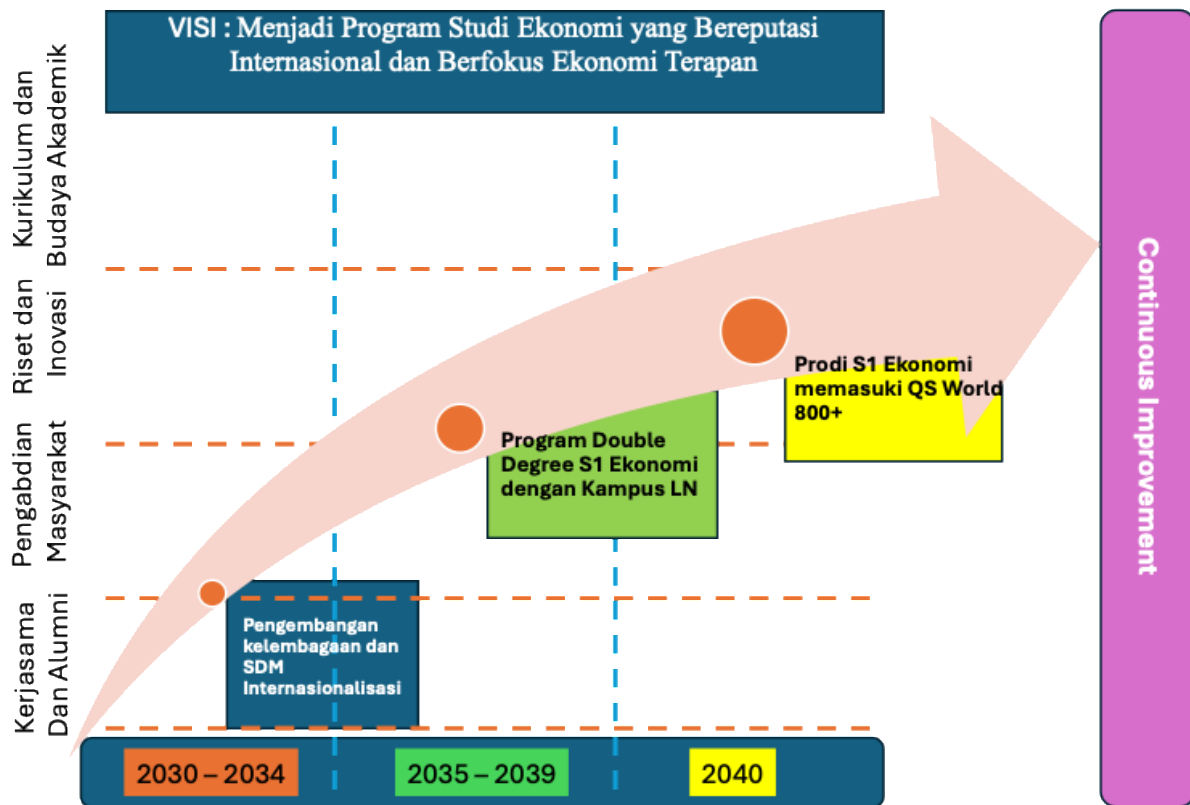 VISI : Menjadi Program Studi Ekonomi yang Bereputasi
Internasional dan Berfokus Ekonomi Terapan
Kurikulum dan
Budaya Akademik
Riset dan
Inovasi
Pengabdian
Masyarakat
Kerjasama
Dan Alumni
Prodi S1 Ekonomi
memasuki QS World
800+
Program Double
Degree S1 Ekonomi
dengan Kampus LN
Pengembangan
kelembagaan dan
SDM
Internasionalisasi
2030 – 2034
2035 – 2039
2040
Continuous Improvement